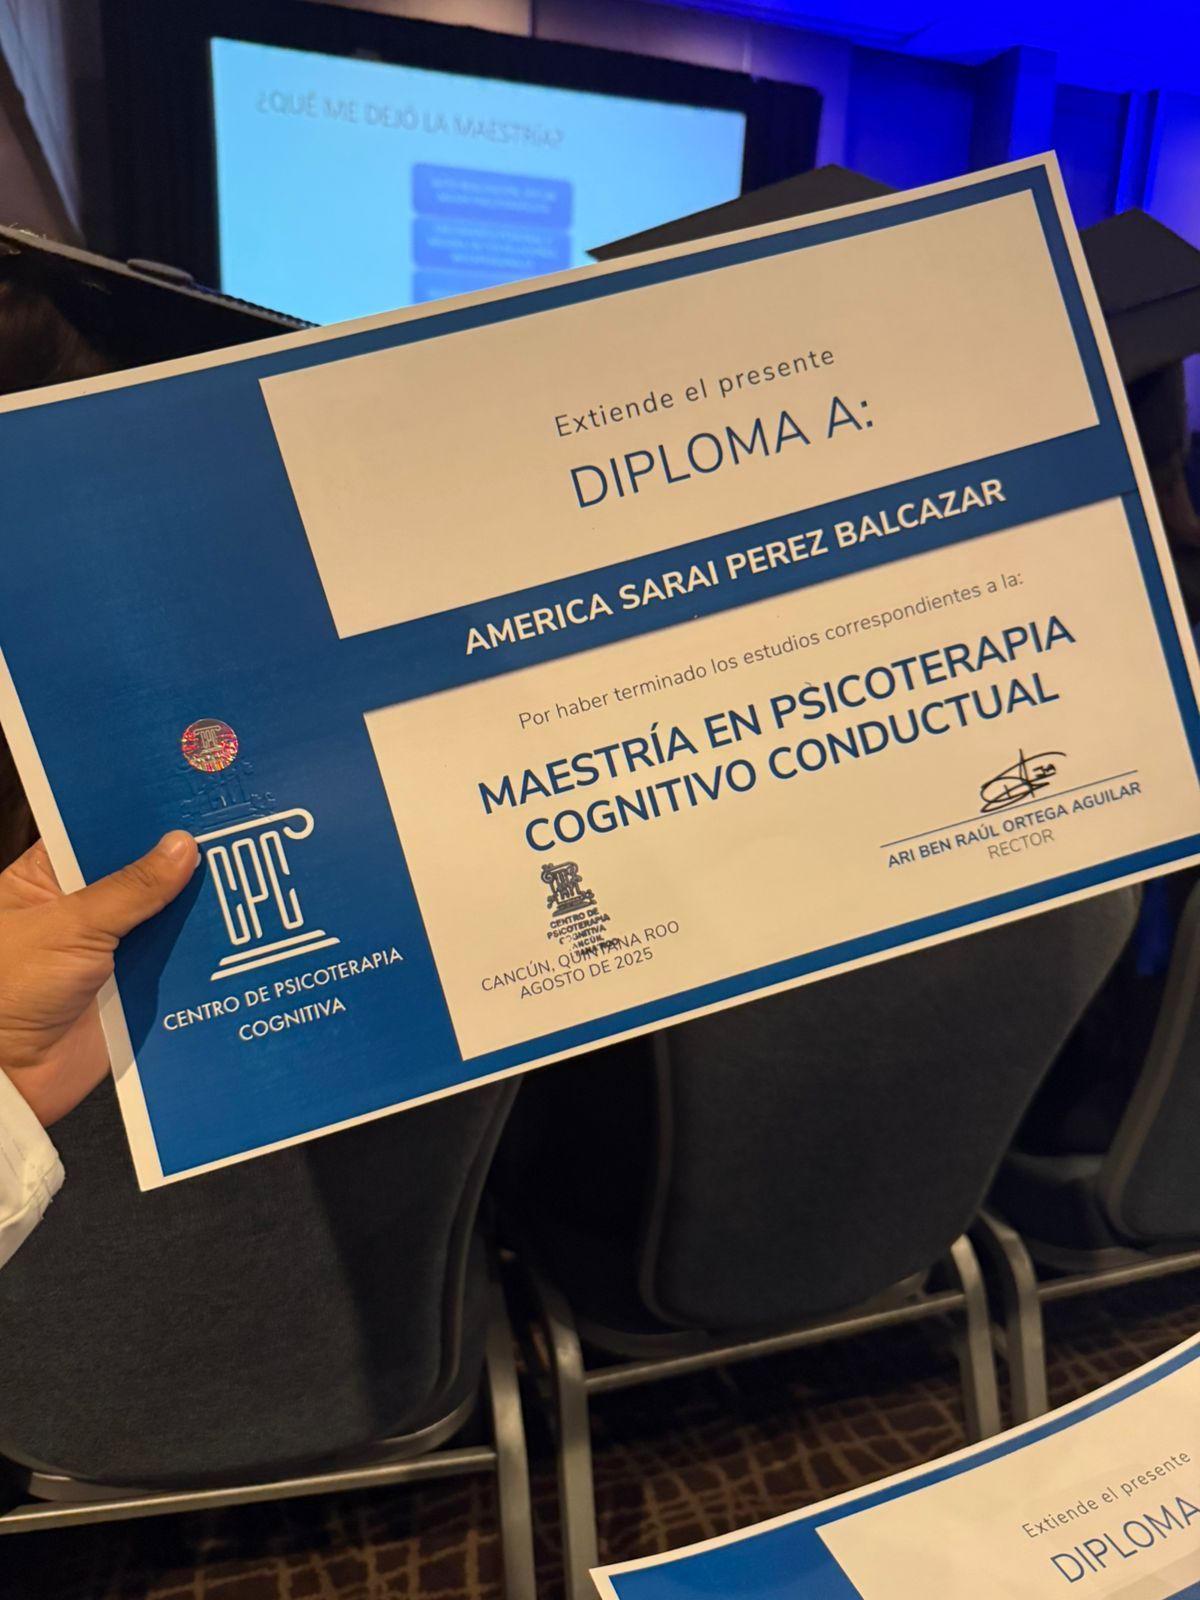 ¿QUÉ ME DEJÓ LA MAESTRÍA?
Extiende el presente
DIPLOMA A:
AMERICA SARAI PEREZ BALCAZAR
Por haber terminado los estudios correspondientes a la:
MAESTRÍA EN PSICOTERAPIA
COGNITIVO CONDUCTUAL
ARI BEN RAÚL ORTEGA AGUILAR
RECTOR
CENTRO DE
PSICOTERAPIA
COGNITIVA
CANCÚN, QUINTANA ROO
AGOSTO DE 2025
CPC
CENTRO DE PSICOTERAPIA
COGNITIVA
Extiende el presente
DIPLOMA